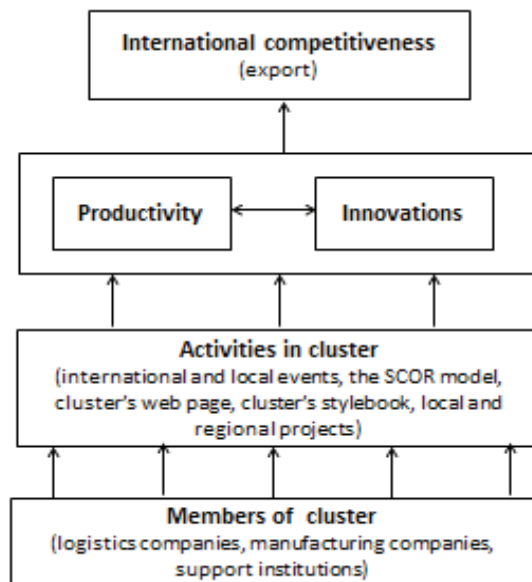 International competitiveness
(export)
Productivity
Innovations
Activities in cluster
(international and local events, the SCOR model,
cluster's web page, cluster's stylebook, local and
regional projects)
Members of cluster
(logistics companies, manufacturing companies,
support institutions)